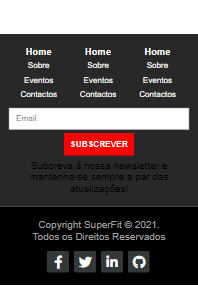 Home Home Home
Sobre Sobre Sobre
Eventos Eventos Eventos
Contactos Contactos Contactos
Email
SUBSCREVER
Subcreva à nossa newsletter e
mantenha-se sempre a par das
atualizações!
Copyright SuperFit © 2021.
Todos os Direitos Reservados